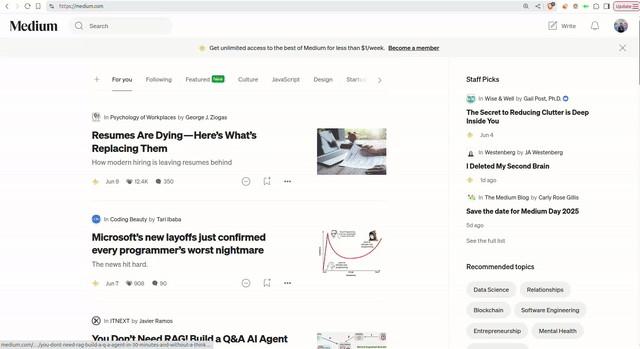 https://medium.com
Update
Medium
Search
Write
Get unlimited access to the best of Medium for less than $1/week. Become a member
For you
Following
Featured New
Culture
JavaScript
Design
In Psychology of Workplaces by George J. Ziogas
Resumes Are Dying — Here's What's
Replacing Them
How modern hiring is leaving resumes behind
Jun 9
12.4K
350
In Coding Beauty by Tari Ibaba
Microsoft's new layoffs just confirmed
every programmer's worst nightmare
The news hit hard.
Jun 7
908
90
In ITNEXT by Javier Ramos
You Don't Need RAG! Build a Q&A AI Agent
Staff Picks
In Wise & Well by Gail Post, Ph.D.
The Secret to Reducing Clutter is Deep
Inside You
Jun 4
In Westenberg by JA Westenberg
I Deleted My Second Brain
1d ago
In The Medium Blog by Carly Rose Gillis
Save the date for Medium Day 2025
5d ago
See the full list
Recommended topics
Data Science
Relationships
Blockchain
Software Engineering
Entrepreneurship
Mental Health
medium.com/.../you-dont-need-rag-build-a-q-a-agent-in-30-minutes-and-without-a-think...